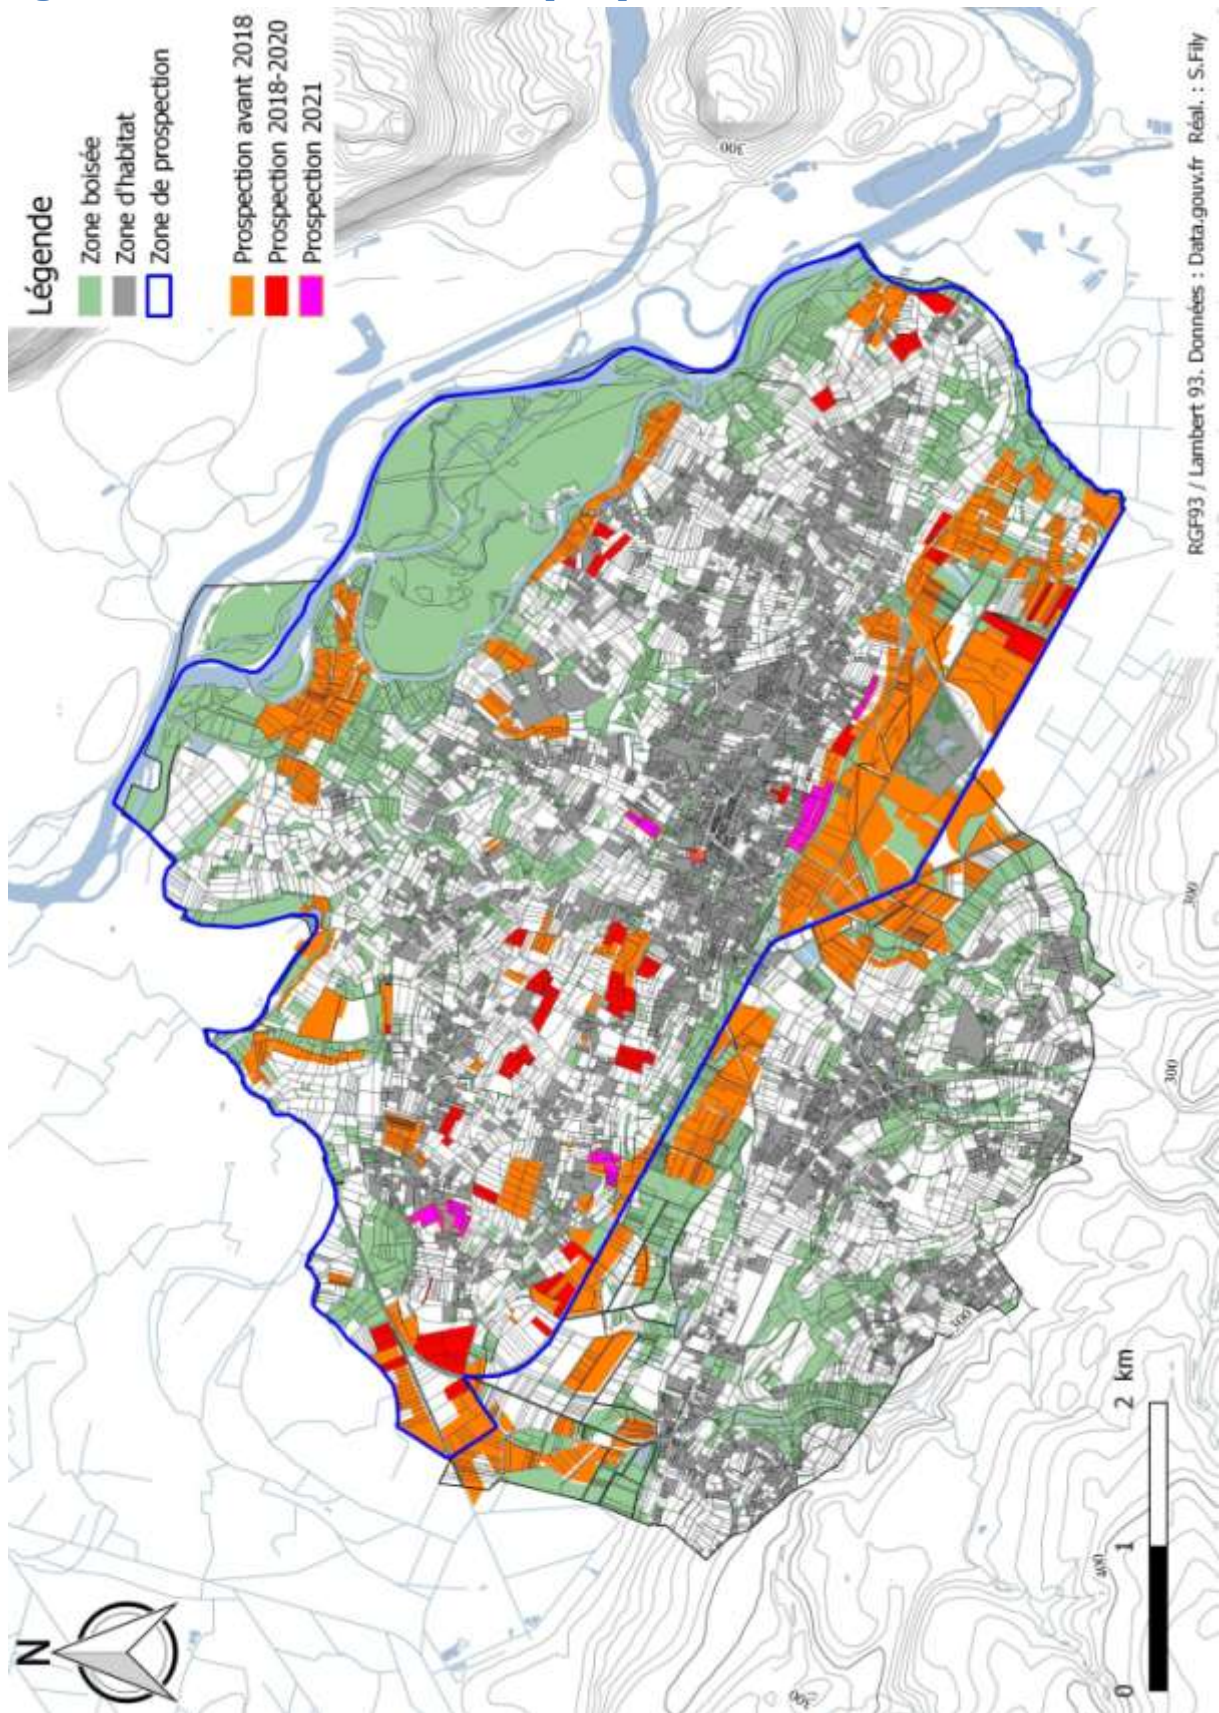 Légende
Zone boisée
Zone d'habitat
Zone de prospection
Prospection avant 2018
Prospection 2018-2020
Prospection 2021
N
300
300
300
300
300
400
0 1 2 km
RGF93 / Lambert 93. Données : Data.gouv.fr Réal. : S.Fily